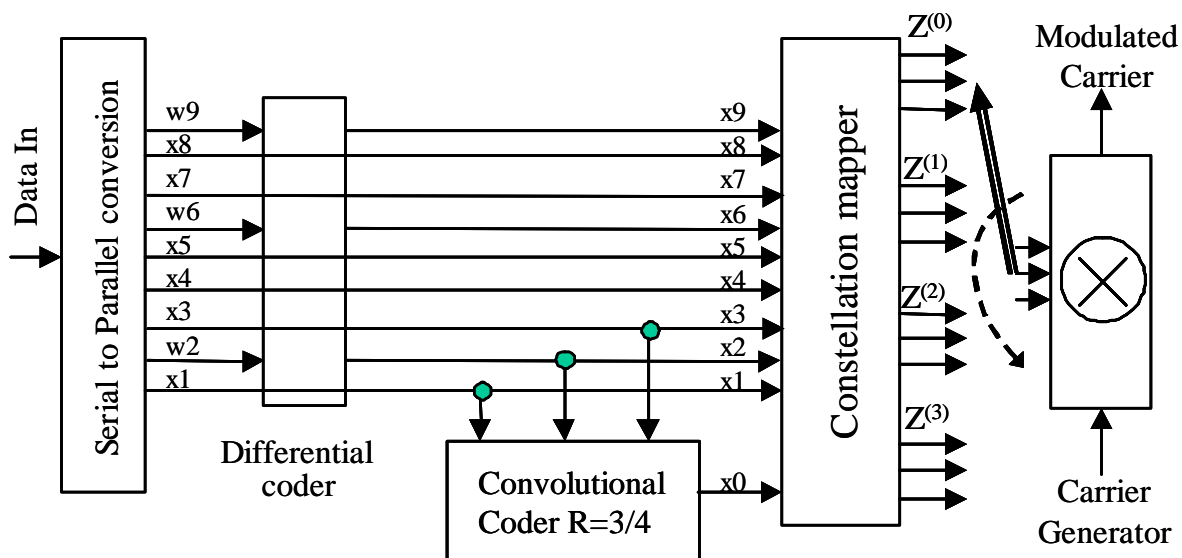 Data In
Serial to Parallel conversion
w9
x8
x7
w6
x5
x4
x3
w2
x1
Differential
coder
Convolutional
Coder R=3/4
x9
x8
x7
x6
x5
x4
x3
x2
x1
x0
Constellation mapper
Z(0)
Z(1)
Z(2)
Z(3)
Modulated
Carrier
Carrier
Generator